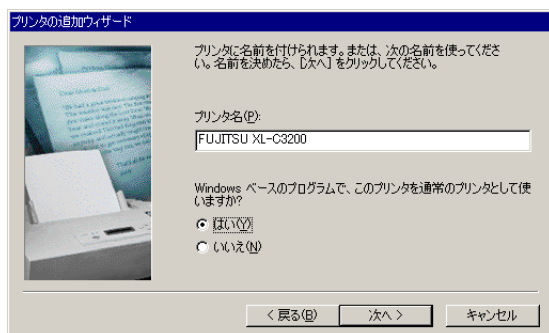 プリンタの追加ウィザード
プリンタに名前を付けられます。または、次の名前を使ってくださ
い。名前を決めたら、[次へ] をクリックしてください。
プリンタ名(P):
FUJITSU XL-C3200
Windows ベースのプログラムで、このプリンタを通常のプリンタとして使
いますか?
はい(Y)
いいえ(N)
< 戻る(B)
次へ >
キャンセル